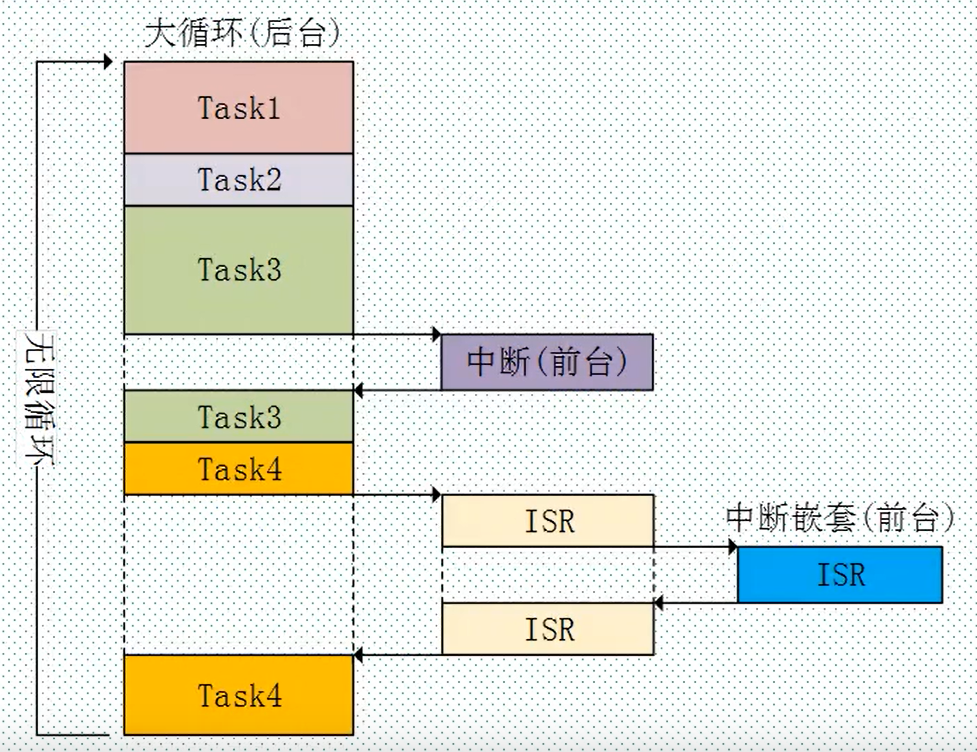 大循环(后台)
Task1
Task2
Task3
无限循环
中断(前台)
Task3
Task4
ISR
中断嵌套(前台)
ISR
ISR
Task4